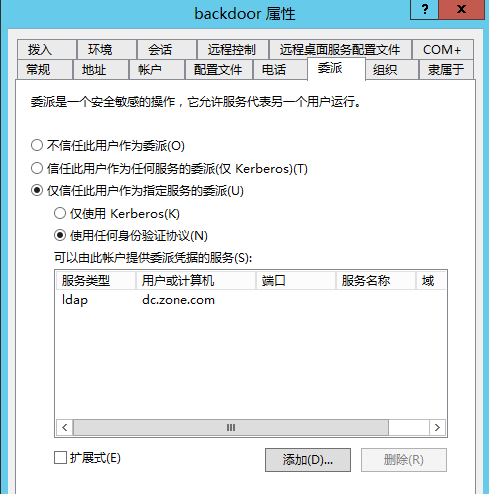 backdoor 属性
? x
拨入 环境 会话 远程控制 远程桌面服务配置文件 COM+
常规 地址 帐户 配置文件 电话 委派 组织 隶属于
委派是一个安全敏感的操作，它允许服务代表另一个用户运行。
不信任此用户作为委派(O)
信任此用户作为任何服务的委派(仅 Kerberos)(T)
仅信任此用户作为指定服务的委派(U)
仅使用 Kerberos(K)
使用任何身份验证协议(N)
可以由此帐户提供委派凭据的服务(S):
服务类型 用户或计算机 端口 服务名称 域
ldap dc.zone.com
扩展式(E) 添加(D)... 删除(R)